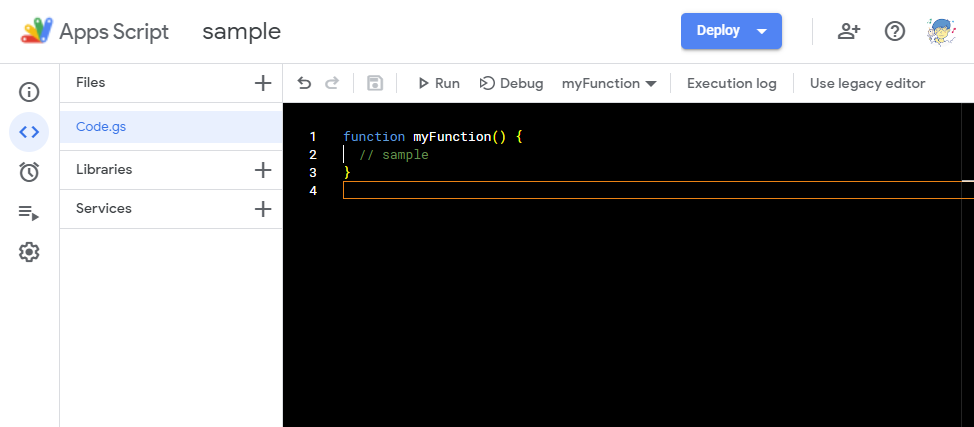 Apps Script sample Deploy
Files
Run Debug myFunction Execution log Use legacy editor
Code.gs
Libraries
Services
1 function myFunction() {
2 // sample
3 }
4